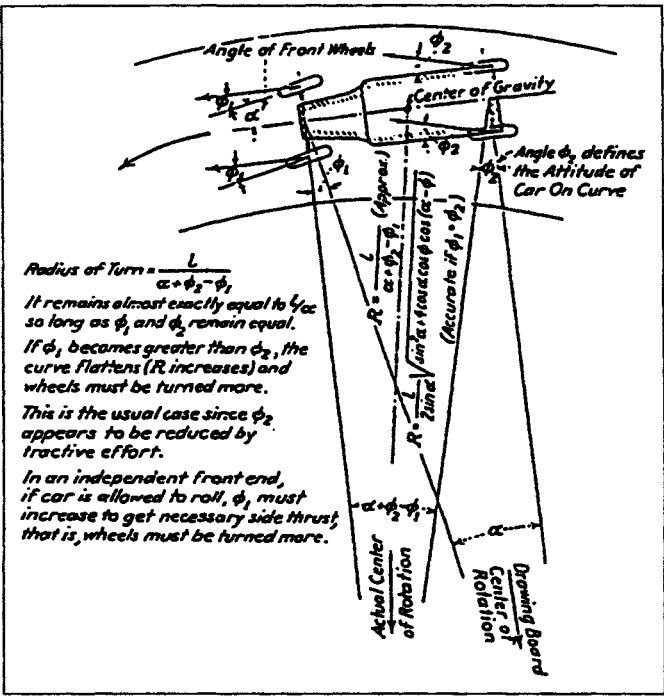 Angle of Front Wheels
ϕ₂
ϕ₁
α
Center of Gravity
ϕ₂
ϕ₁
ϕ₁
ϕ₂
Angle ϕ₂ defines
the Attitude of
Car On Curve
R = L / α+ϕ₂-ϕ₁ (Approx.)
R = L / 2sinα √sin²α+4cosα cosϕ cos(α-ϕ)
(Accurate if ϕ₁=ϕ₂)
Radius of Turn = L / α+ϕ₂-ϕ₁
It remains almost exactly equal to L/α
so long as ϕ₁ and ϕ₂ remain equal.
If ϕ₁ becomes greater than ϕ₂, the
curve flattens (R increases) and
wheels must be turned more.
This is the usual case since ϕ₂
appears to be reduced by
tractive effort.
In an independent front end,
if car is allowed to roll, ϕ₁ must
increase to get necessary side thrust,
that is, wheels must be turned more.
α+ϕ₂-ϕ₁
α
Actual Center
of Rotation
Drawing Board
Center of
Rotation